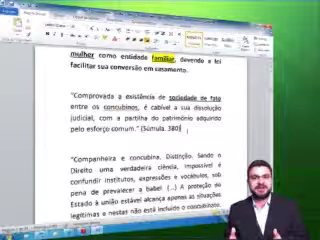 mulher como entidade familiar, devendo a lei
facilitar sua conversão em casamento.
"Comprovada a existência de sociedade de fato
entre os concubinos, é cabível a sua dissolução
judicial, com a partilha do patrimônio adquirido
pelo esforço comum." (Súmula. 380)
"Companheira e concubina. Distinção. Sendo o
Direito uma verdadeira ciência, impossível é
confundir institutos, expressões e vocábulos, sob
pena de prevalecer a babel. (...) A proteção do
Estado à união estável alcança apenas as situações
legítimas e nestas não está incluído o concubinato.